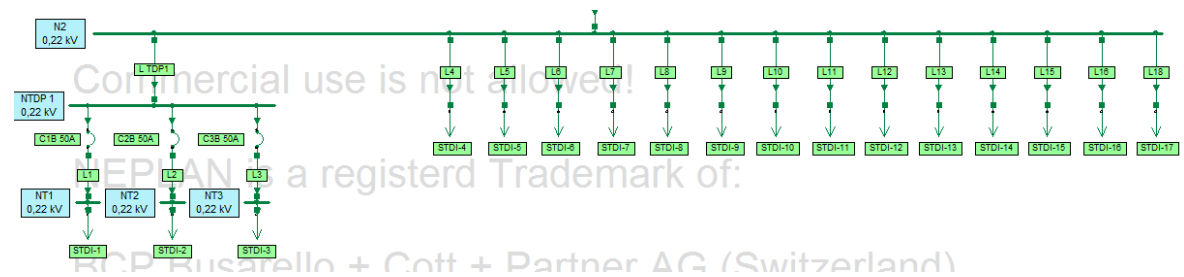 N2
0,22 kV
L TDP1
L4 L5 L6 L7 L8 L9 L10 L11 L12 L13 L14 L15 L16 L18
Commercial use is not allowed!
NTDP 1
0,22 kV
C1B 50A C2B 50A C3B 50A
STDI-4 STDI-5 STDI-6 STDI-7 STDI-8 STDI-9 STDI-10 STDI-11 STDI-12 STDI-13 STDI-14 STDI-15 STDI-16 STDI-17
L1 L2 L3
NEPLAN is a registerd Trademark of:
NT1 NT2 NT3
0,22 kV 0,22 kV 0,22 kV
STDI-1 STDI-2 STDI-3
BCP Busarello + Cott + Partner AG (Switzerland)